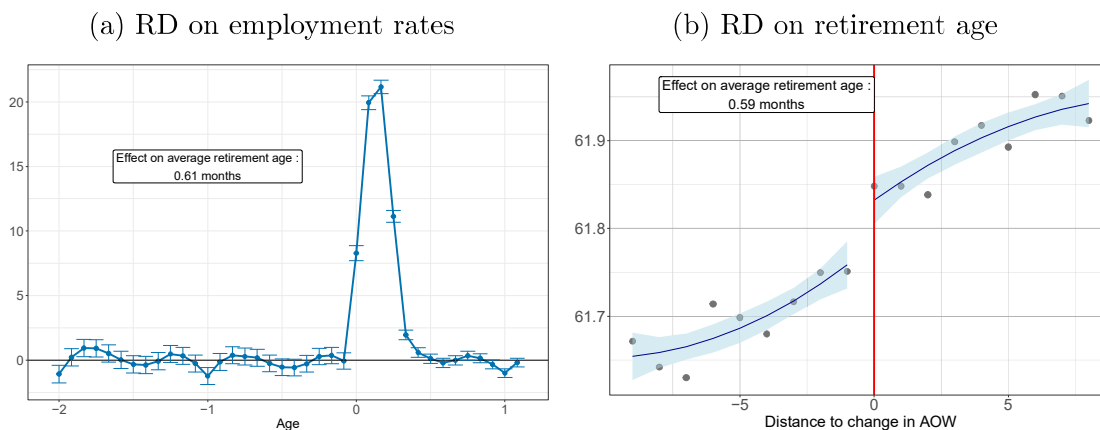 (a) RD on employment rates
20
15
10
5
0
Effect on average retirement age :
0.61 months
−2
−1
0
1
Age
(b) RD on retirement age
61.9
61.8
61.7
Effect on average retirement age :
0.59 months
−5
0
5
Distance to change in AOW